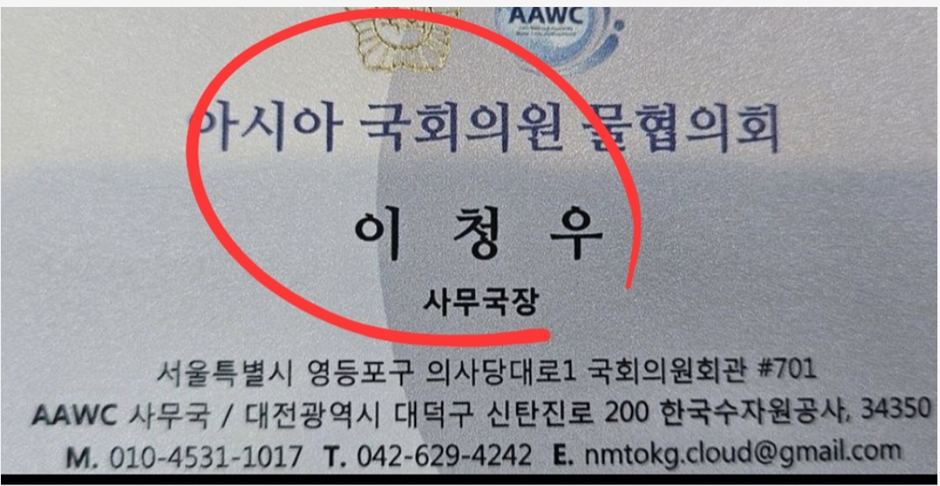 AAWC
아시아 국회의원 물협의회
이 청 우
사무국장
서울특별시 영등포구 의사당대로1 국회의원회관 #701
AAWC 사무국 / 대전광역시 대덕구 신탄진로 200 한국수자원공사, 34350
M. 010-4531-1017 T. 042-629-4242 E. nmtokg.cloud@gmail.com